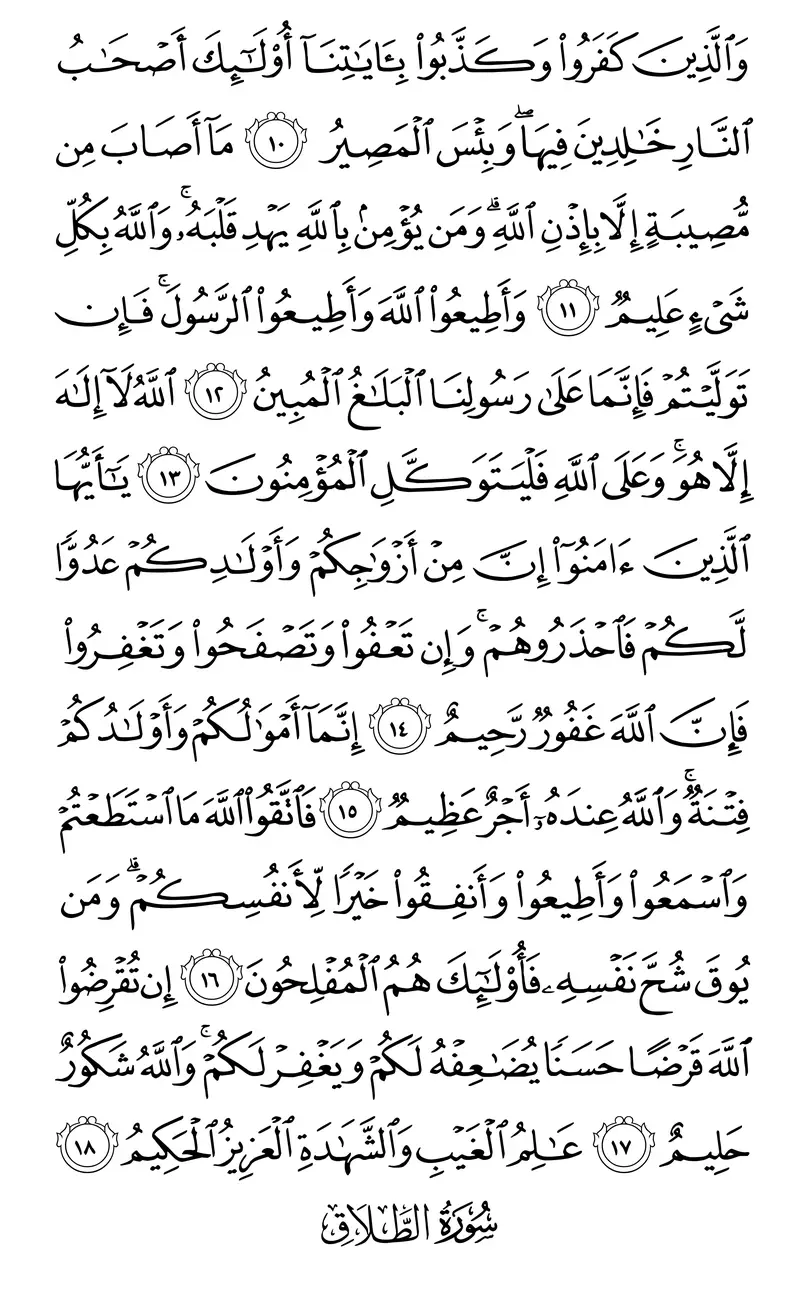 وَٱلَّذِينَ كَفَرُوا۟ وَكَذَّبُوا۟ بِـَٔايَـٰتِنَآ أُو۟لَـٰٓئِكَ أَصْحَـٰبُ
ٱلنَّارِ خَـٰلِدِينَ فِيهَا ۖ وَبِئْسَ ٱلْمَصِيرُ ١٠ مَآ أَصَابَ مِن
مُّصِيبَةٍ إِلَّا بِإِذْنِ ٱللَّهِ ۗ وَمَن يُؤْمِنۢ بِٱللَّهِ يَهْدِ قَلْبَهُۥ ۚ وَٱللَّهُ بِكُلِّ
شَىْءٍ عَلِيمٌ ١١ وَأَطِيعُوا۟ ٱللَّهَ وَأَطِيعُوا۟ ٱلرَّسُولَ ۚ فَإِن
تَوَلَّيْتُمْ فَإِنَّمَا عَلَىٰ رَسُولِنَا ٱلْبَلَـٰغُ ٱلْمُبِينُ ١٢ ٱللَّهُ لَآ إِلَـٰهَ
إِلَّا هُوَ ۚ وَعَلَى ٱللَّهِ فَلْيَتَوَكَّلِ ٱلْمُؤْمِنُونَ ١٣ يَـٰٓأَيُّهَا
ٱلَّذِينَ ءَامَنُوٓا۟ إِنَّ مِنْ أَزْوَٰجِكُمْ وَأَوْلَـٰدِكُمْ عَدُوًّا
لَّكُمْ فَٱحْذَرُوهُمْ ۚ وَإِن تَعْفُوا۟ وَتَصْفَحُوا۟ وَتَغْفِرُوا۟
فَإِنَّ ٱللَّهَ غَفُورٌ رَّحِيمٌ ١٤ إِنَّمَآ أَمْوَٰلُكُمْ وَأَوْلَـٰدُكُمْ
فِتْنَةٌ ۚ وَٱللَّهُ عِندَهُۥٓ أَجْرٌ عَظِيمٌ ١٥ فَٱتَّقُوا۟ ٱللَّهَ مَا ٱسْتَطَعْتُمْ
وَٱسْمَعُوا۟ وَأَطِيعُوا۟ وَأَنفِقُوا۟ خَيْرًا لِّأَنفُسِكُمْ ۗ وَمَن
يُوقَ شُحَّ نَفْسِهِۦ فَأُو۟لَـٰٓئِكَ هُمُ ٱلْمُفْلِحُونَ ١٦ إِن تُقْرِضُوا۟
ٱللَّهَ قَرْضًا حَسَنًا يُضَـٰعِفْهُ لَكُمْ وَيَغْفِرْ لَكُمْ ۚ وَٱللَّهُ شَكُورٌ
حَلِيمٌ ١٧ عَـٰلِمُ ٱلْغَيْبِ وَٱلشَّهَـٰدَةِ ٱلْعَزِيزُ ٱلْحَكِيمُ ١٨
سُورَةُ الطَّلَاقِ